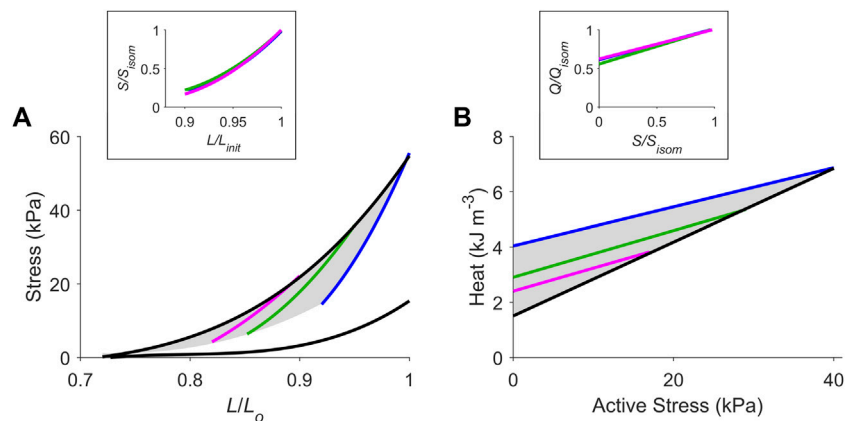 A
S/S_isom
1
0.5
0
0.9
0.95
1
L/L_init
Stress (kPa)
60
40
20
0
0.7
0.8
0.9
1
L/L_o
B
Q/Q_isom
1
0.5
0
0
0.5
1
S/S_isom
Heat (kJ m⁻³)
8
6
4
2
0
0
20
40
Active Stress (kPa)